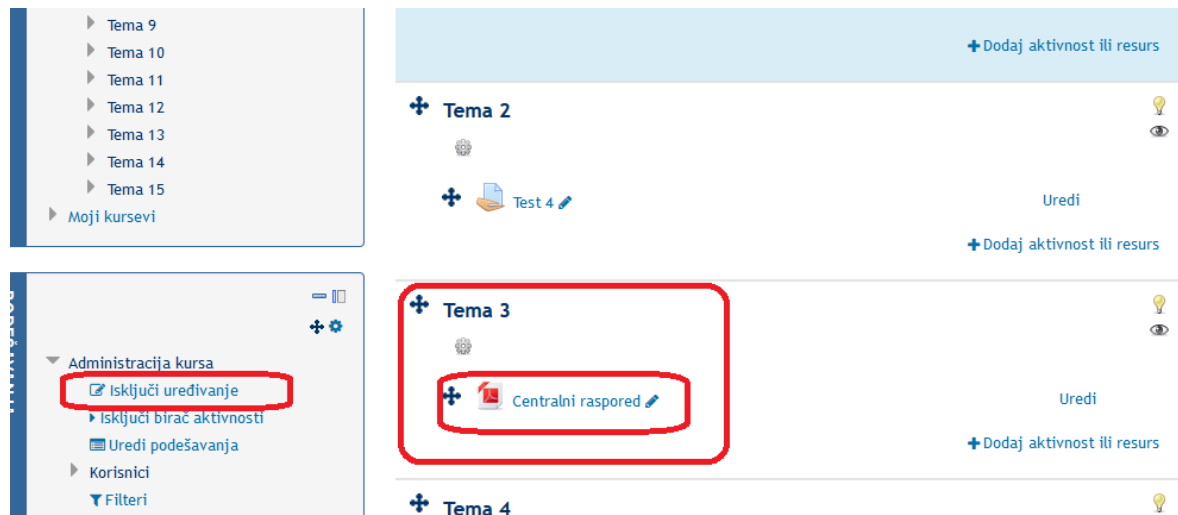 Tema 9
Tema 10
Tema 11
Tema 12
Tema 13
Tema 14
Tema 15
Moji kursevi
Administracija kursa
Isključi uređivanje
Isključi birač aktivnosti
Uredi podešavanja
Korisnici
Filteri
Dodaj aktivnost ili resurs
Tema 2
Test 4
Uredi
Dodaj aktivnost ili resurs
Tema 3
Centralni raspored
Uredi
Dodaj aktivnost ili resurs
Tema 4